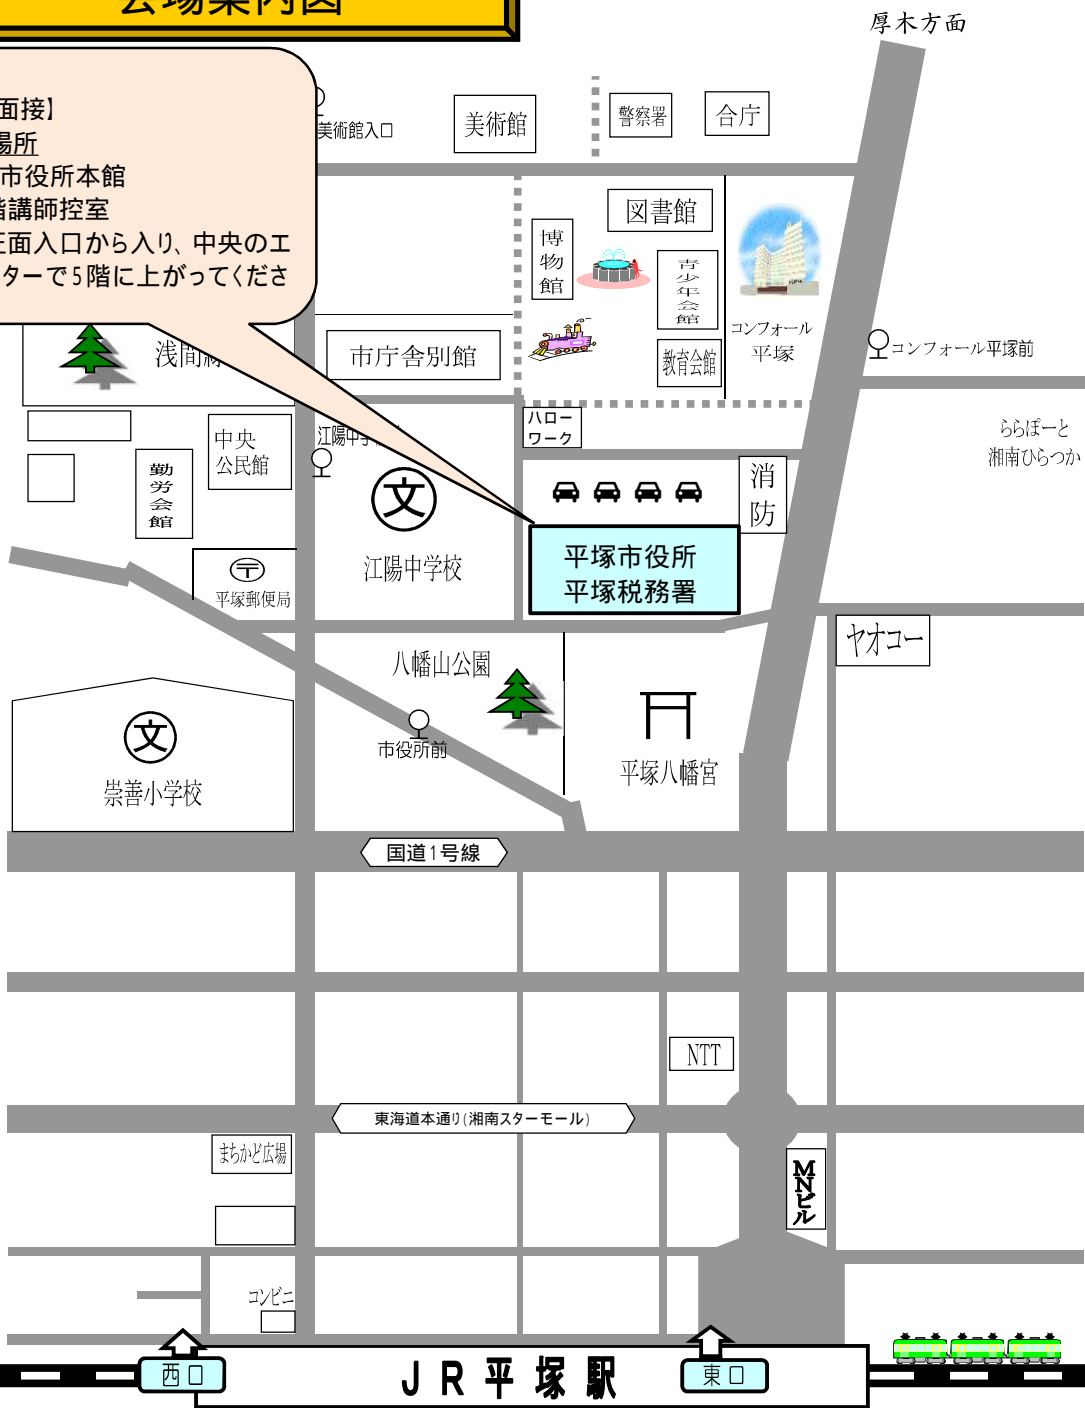 会場案内図
厚木方面
面接】
場所
市役所本館
階講師控室
正面入口から入り、中央のエ
ターで5階に上がってくださ
美術館入口
美術館
警察署
合庁
図書館
博物館
青少年会館
教育会館
コンフォール
平塚
コンフォール平塚前
浅間緑
市庁舎別館
ハロー
ワーク
ららぽーと
湘南ひらつか
中央
公民館
勤労会館
江陽中学
消防
江陽中学校
平塚市役所
平塚税務署
〒
平塚郵便局
ヤオコー
八幡山公園
文
文
市役所前
平塚八幡宮
崇善小学校
国道1号線
NTT
東海道本通り(湘南スターモール)
まちかど広場
MNビル
コンビニ
西口
JR平塚駅
東口